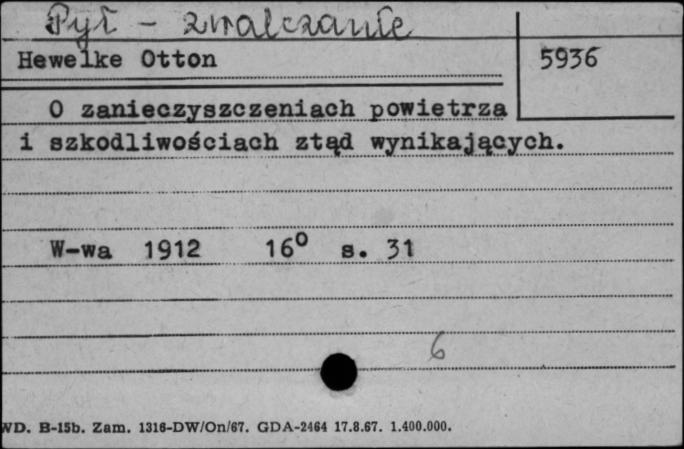 Pył - zwalczanie
Hewelke Otton
5936
O zanieczyszczeniach powietrza
i szkodliwościach ztąd wynikających.
W-wa 1912 16° s. 31
6
WD. B-15b. Zam. 1316-DW/On/67. GDA-2464 17.8.67. 1.400.000.